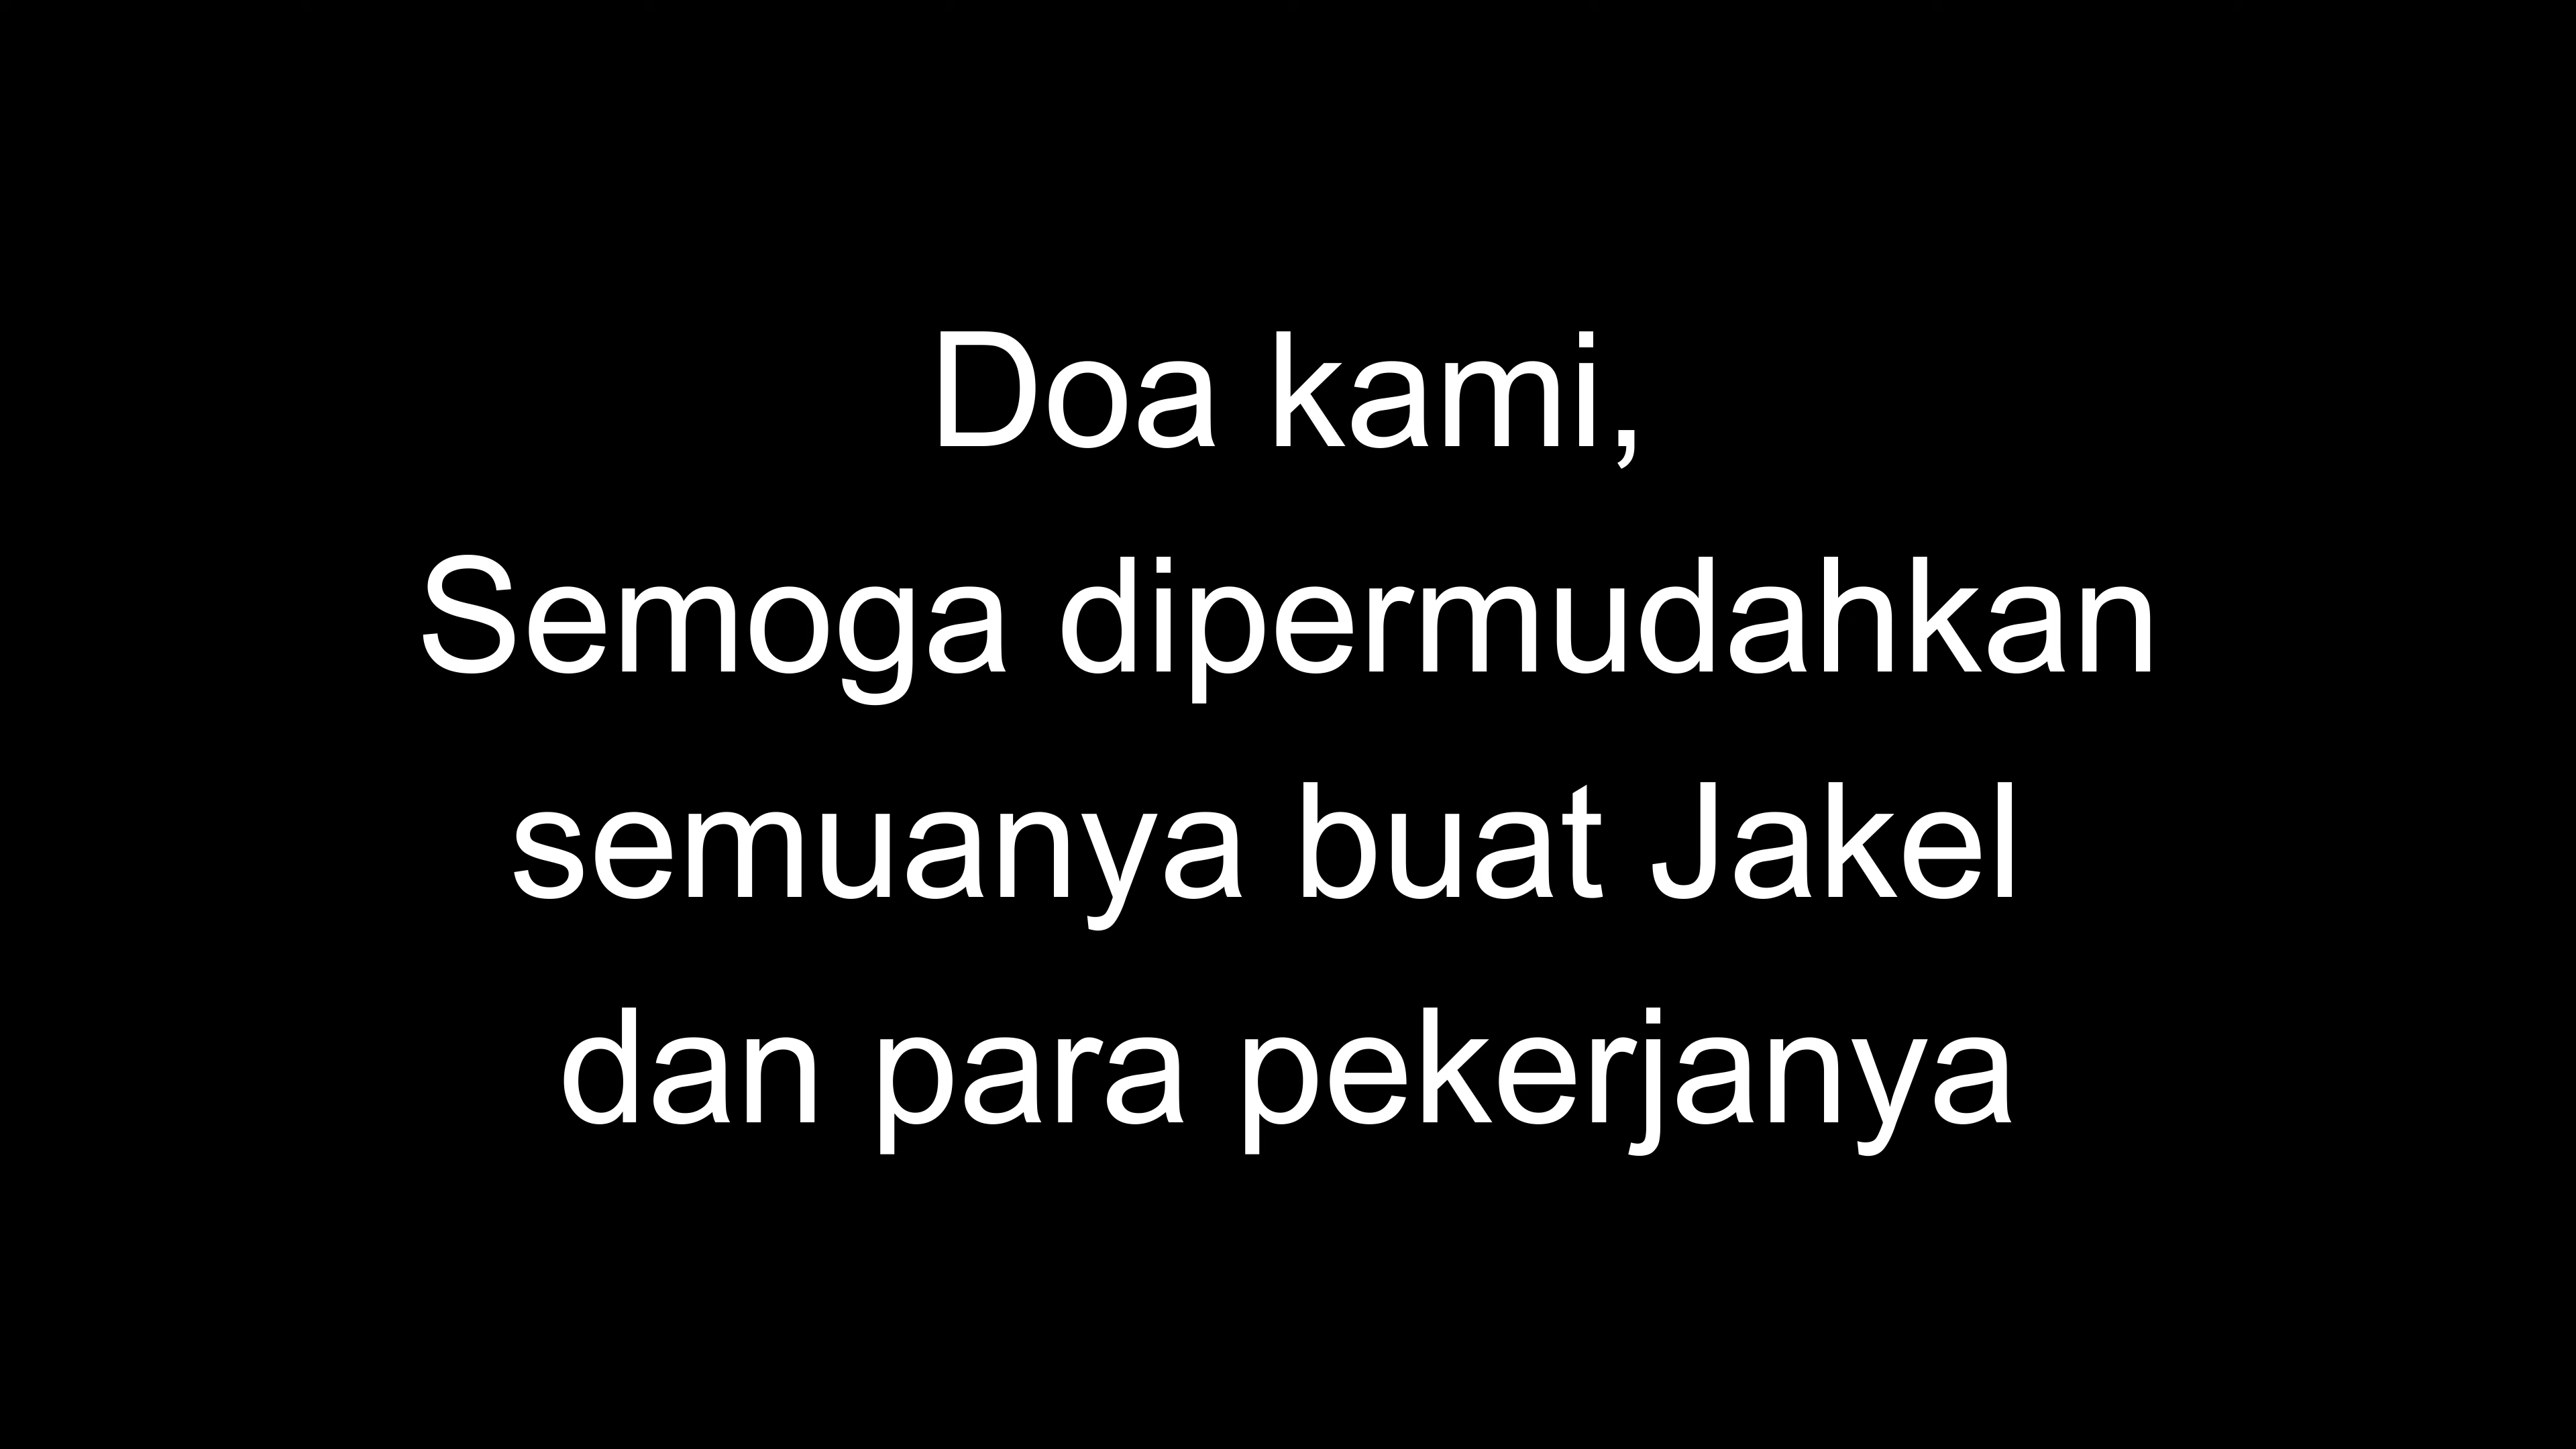 Doa kami,
Semoga dipermudahkan
semuanya buat Jakel
dan para pekerjanya